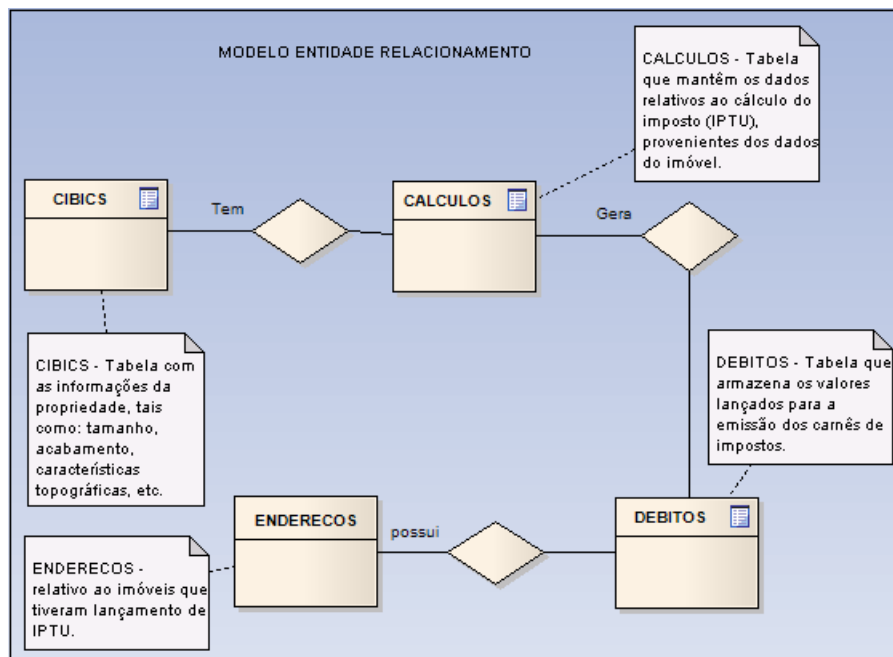 MODELO ENTIDADE RELACIONAMENTO
CALCULOS - Tabela
que mantêm os dados
relativos ao cálculo do
imposto (IPTU),
provenientes dos dados
do imóvel.
CIBICS
Tem
CALCULOS
Gera
CIBICS - Tabela com
as informações da
propriedade, tais
como: tamanho,
acabamento,
características
topográficas, etc.
DEBITOS - Tabela que
armazena os valores
lançados para a
emissão dos carnês de
impostos.
ENDERECOS
possui
DEBITOS
ENDERECOS -
relativo ao imóveis que
tiveram lançamento de
IPTU.